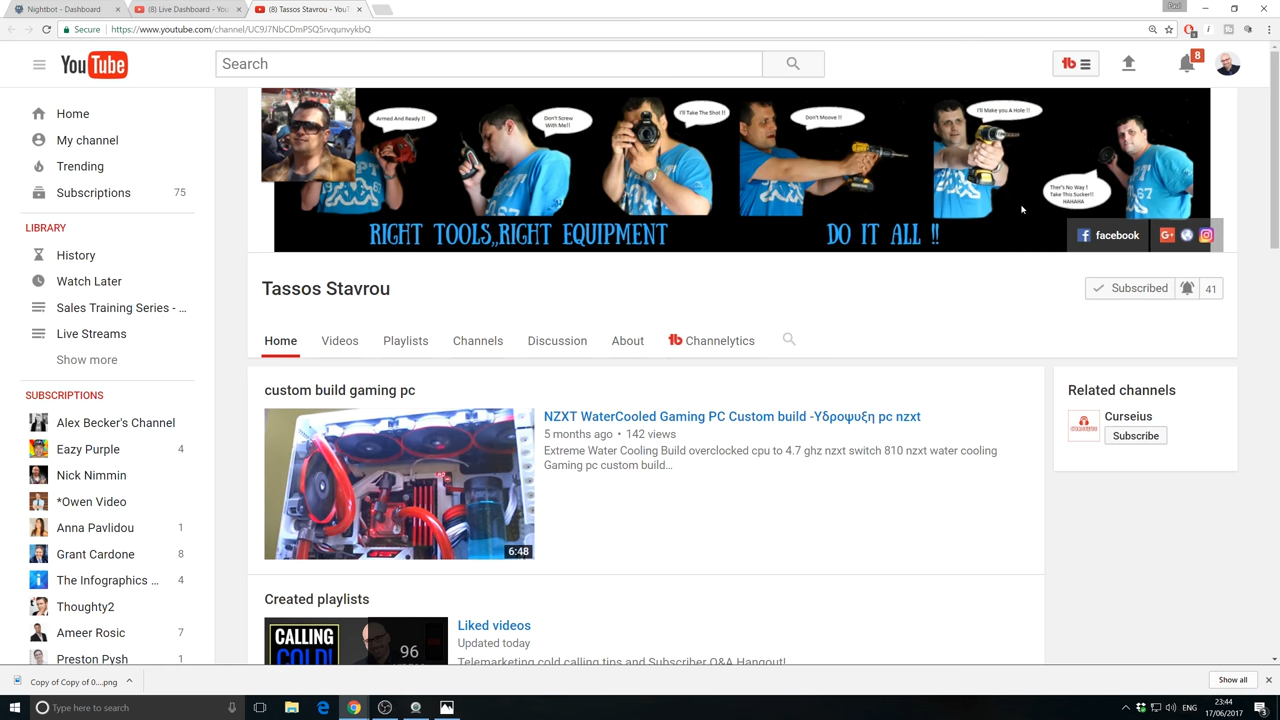 Nightbot - Dashboard
(8) Live Dashboard - You
(8) Tassos Stavrou - YouT
Paul
Secure
https://www.youtube.com/channel/UC9J7NbCDmPSQ5rvqunvykbQ
YouTube
Search
tb
8
Home
My channel
Trending
Subscriptions 75
LIBRARY
History
Watch Later
Sales Training Series - ...
Live Streams
Show more
SUBSCRIPTIONS
Alex Becker's Channel
Eazy Purple 4
Nick Nimmin
*Owen Video
Anna Pavlidou 1
Grant Cardone 8
The Infographics ... 4
Thoughty2
Ameer Rosic 7
Preston Pysh 1
Armed And Ready !!
Don't Screw
With Me!!
I'll Take The Shot !!
Don't Moove !!
I'll Make you A Hole !!
Ther's No Way !
Take This Sucker!!
HAHAHA
67
RIGHT TOOLS,,RIGHT EQUIPMENT
DO IT ALL !!
facebook
G+
Tassos Stavrou
Subscribed 41
Home
Videos
Playlists
Channels
Discussion
About
tb Channelytics
custom build gaming pc
NZXT WaterCooled Gaming PC Custom build -Υδροψυξη pc nzxt
5 months ago • 142 views
Extreme Water Cooling Build overclocked cpu to 4.7 ghz nzxt switch 810 nzxt water cooling
Gaming pc custom build...
6:48
Related channels
Curseius
Subscribe
Created playlists
CALLING
COLD!
96
Liked videos
Updated today
Telemarketing cold calling tips and Subscriber Q&A Hangout!
Copy of Copy of 0....png
Show all
Type here to search
ENG
23:44
17/06/2017
3